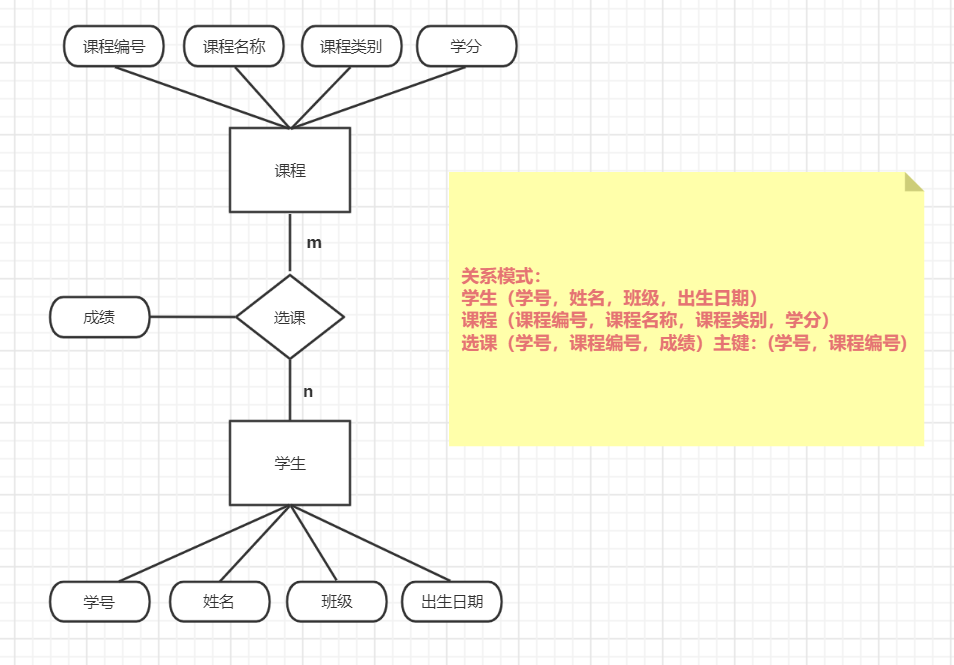 课程编号
课程名称
课程类别
学分
课程
m
关系模式：
学生（学号，姓名，班级，出生日期）
课程（课程编号，课程名称，课程类别，学分）
选课（学号，课程编号，成绩）主键：（学号，课程编号）
成绩
选课
n
学生
学号
姓名
班级
出生日期